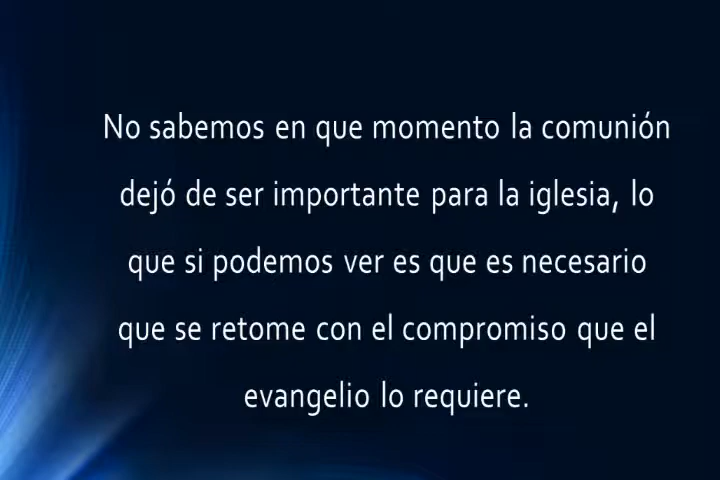 No sabemos en que momento la comunión
dejó de ser importante para la iglesia, lo
que si podemos ver es que es necesario
que se retome con el compromiso que el
evangelio lo requiere.